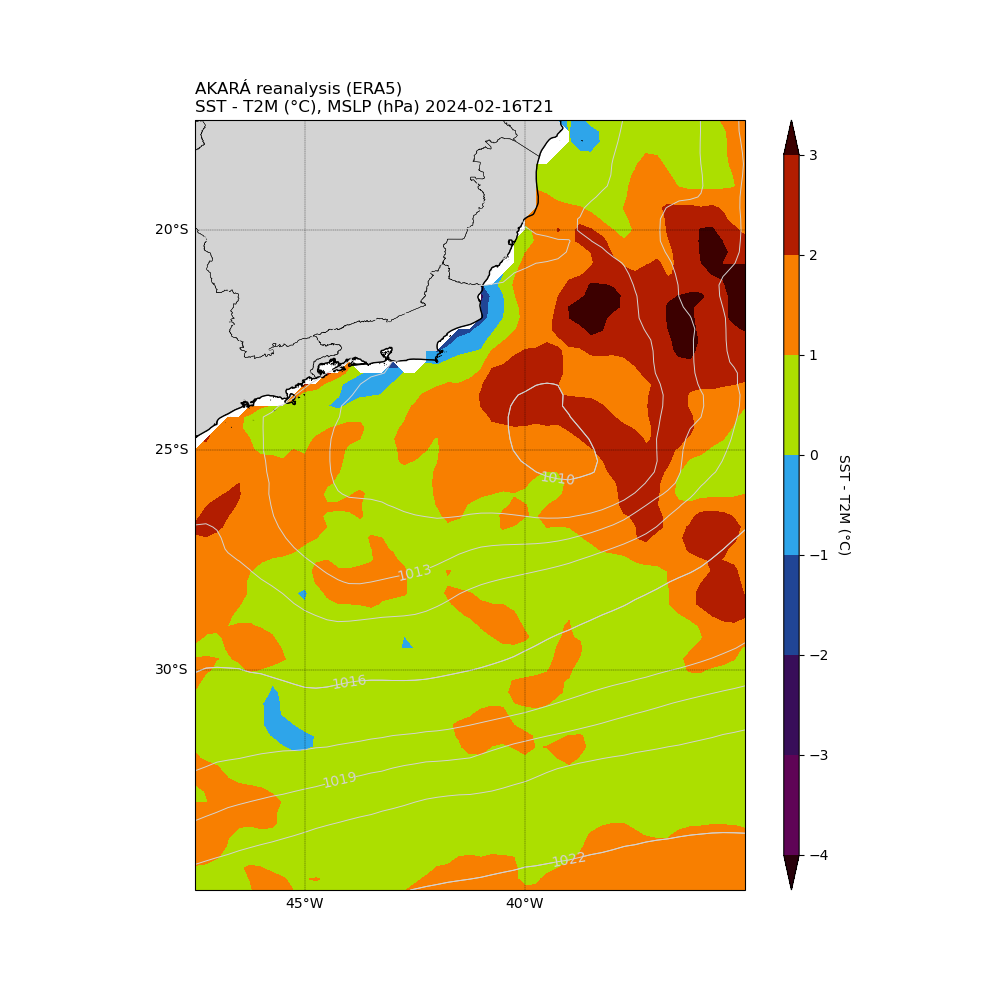 AKARÁ reanalysis (ERA5)
SST - T2M (°C), MSLP (hPa) 2024-02-16T21
3
20°S
2
1
25°S
0
1010
SST - T2M (°C)
−1
1013
−2
30°S
1016
−3
1019
−4
1022
45°W
40°W